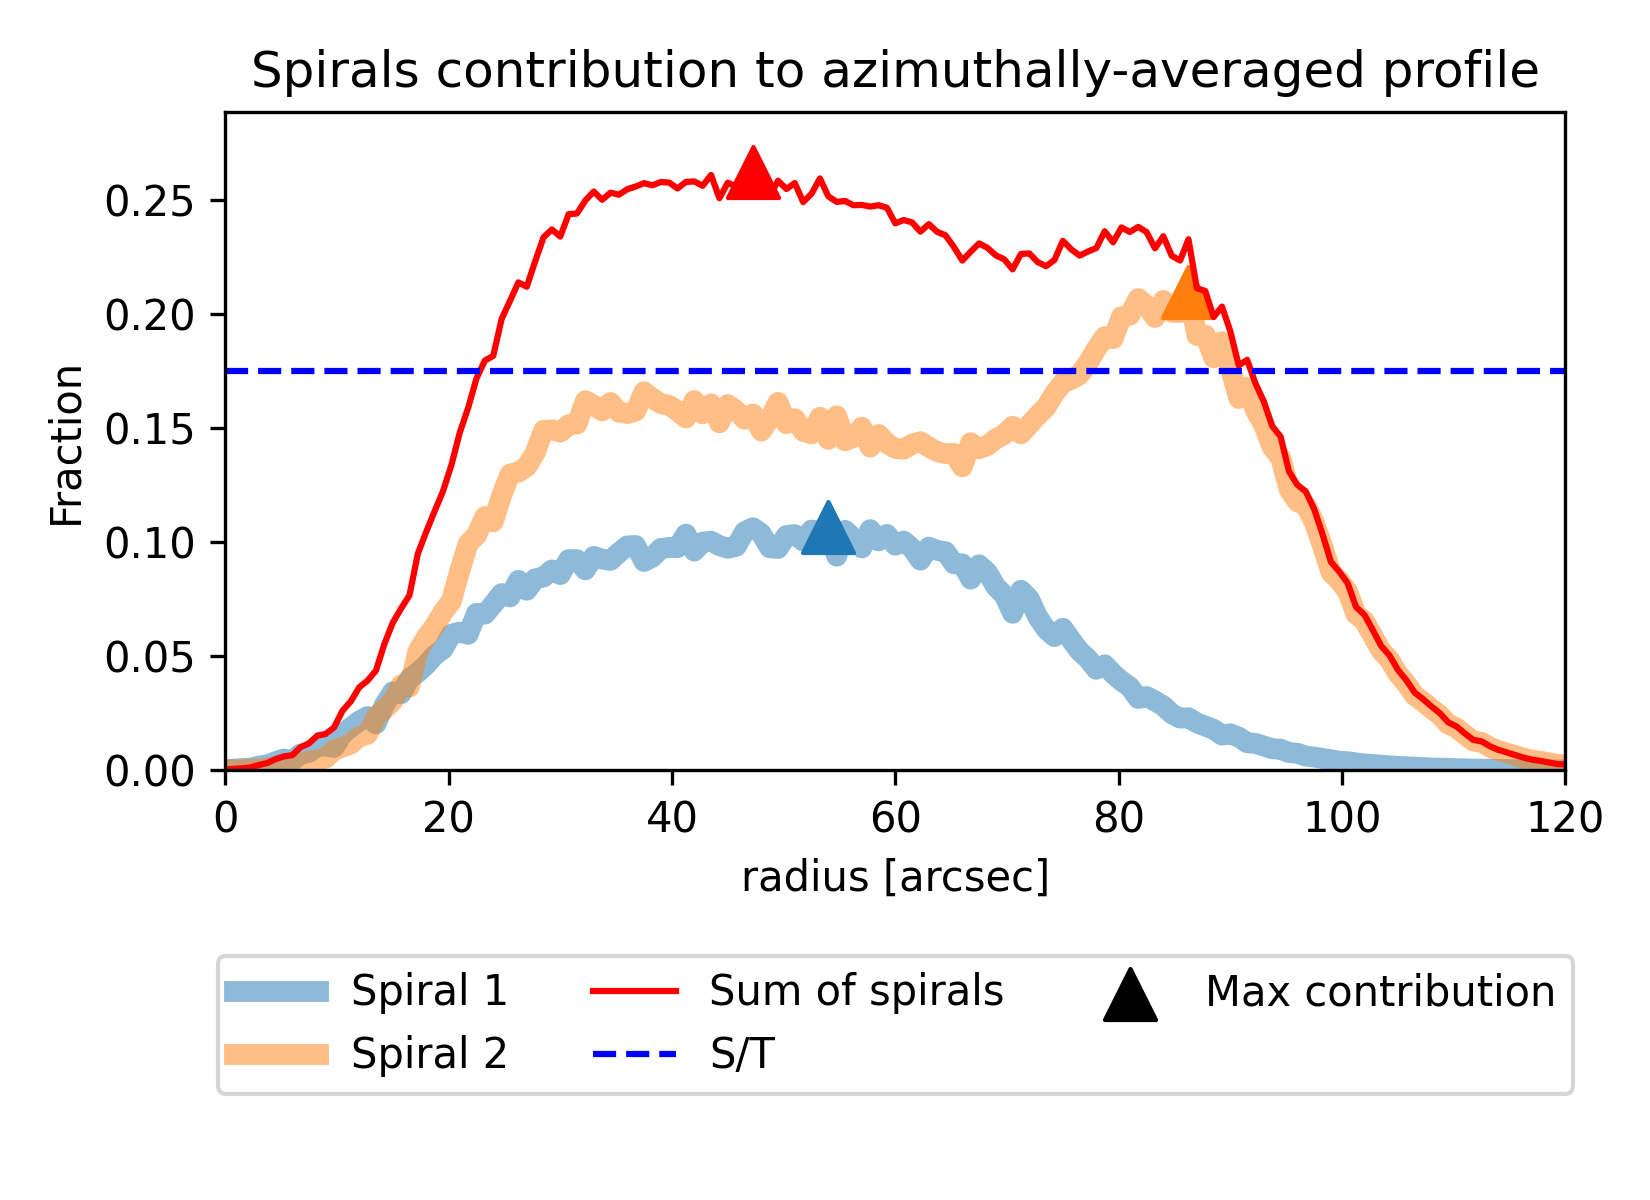 Spirals contribution to azimuthally-averaged profile
Fraction
0.25
0.20
0.15
0.10
0.05
0.00
0 20 40 60 80 100 120
radius [arcsec]
Spiral 1 Sum of spirals Max contribution
Spiral 2 S/T